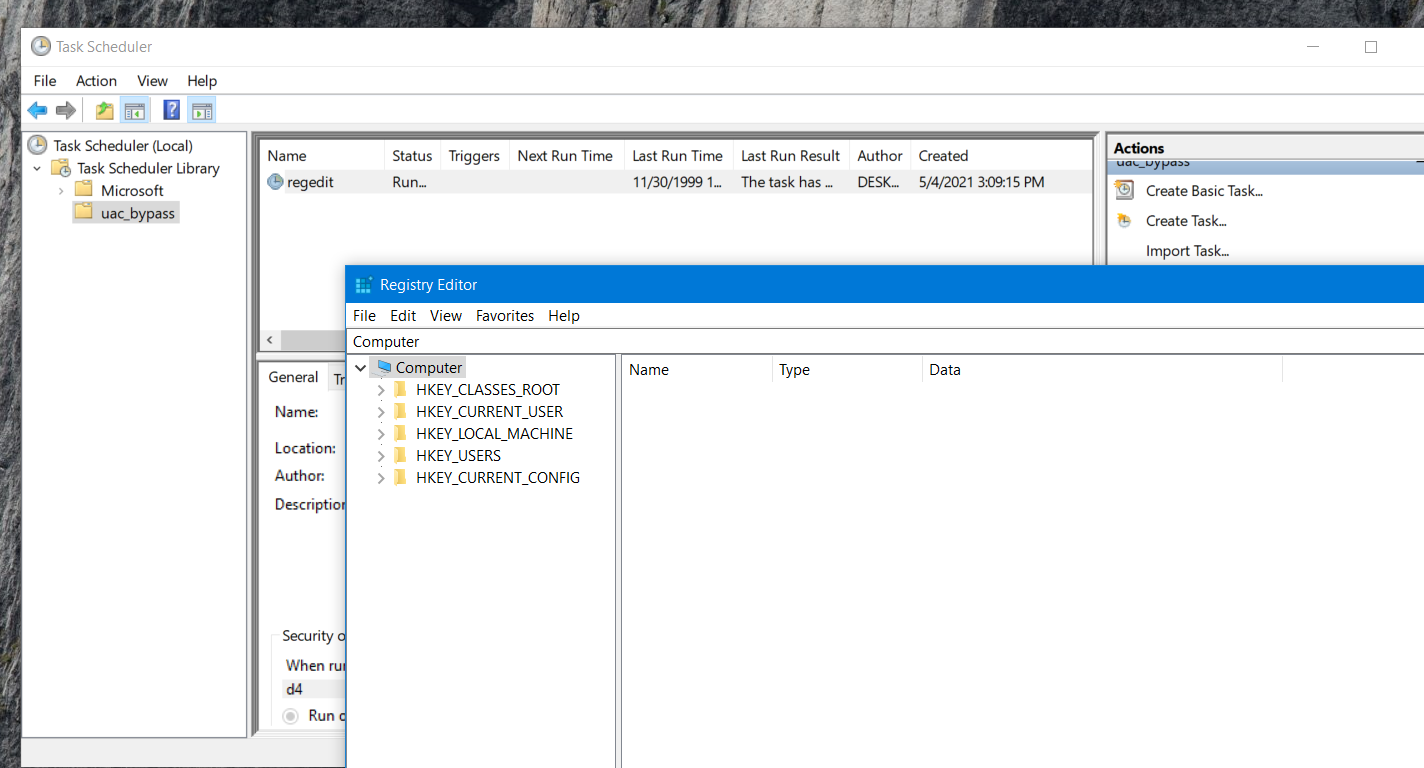 Task Scheduler
File Action View Help
Task Scheduler (Local)
Task Scheduler Library
Microsoft
uac_bypass
Name Status Triggers Next Run Time Last Run Time Last Run Result Author Created
regedit Run... 11/30/1999 1... The task has ... DESK... 5/4/2021 3:09:15 PM
General
Name:
Location:
Author:
Description
Security o
When ru
d4
Run o
Actions
uac_bypass
Create Basic Task...
Create Task...
Import Task...
Registry Editor
File Edit View Favorites Help
Computer
Computer
HKEY_CLASSES_ROOT
HKEY_CURRENT_USER
HKEY_LOCAL_MACHINE
HKEY_USERS
HKEY_CURRENT_CONFIG
Name Type Data